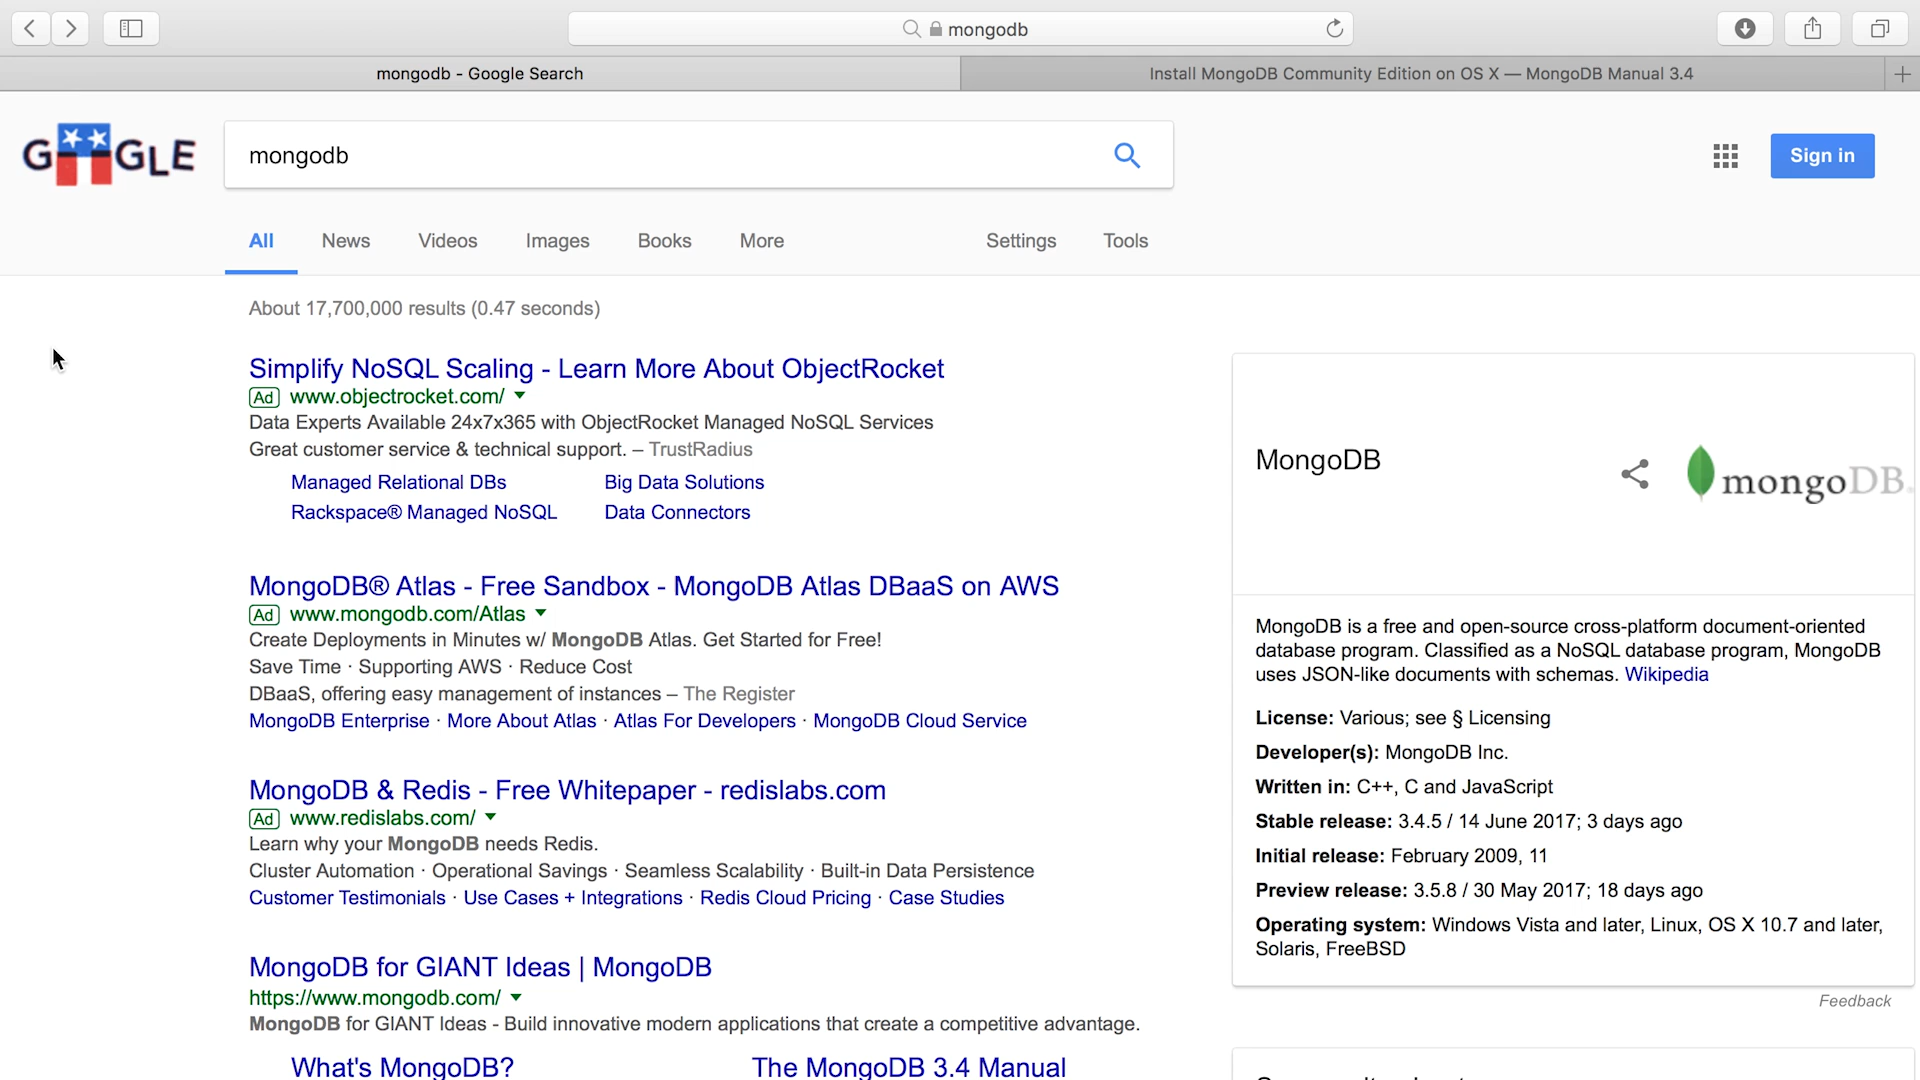 mongodb
mongodb - Google Search
Install MongoDB Community Edition on OS X — MongoDB Manual 3.4
GOOGLE
mongodb
Sign in
All News Videos Images Books More Settings Tools
About 17,700,000 results (0.47 seconds)
Simplify NoSQL Scaling - Learn More About ObjectRocket
Ad www.objectrocket.com/
Data Experts Available 24x7x365 with ObjectRocket Managed NoSQL Services
Great customer service & technical support. – TrustRadius
Managed Relational DBs Big Data Solutions
Rackspace® Managed NoSQL Data Connectors
MongoDB® Atlas - Free Sandbox - MongoDB Atlas DBaaS on AWS
Ad www.mongodb.com/Atlas
Create Deployments in Minutes w/ MongoDB Atlas. Get Started for Free!
Save Time · Supporting AWS · Reduce Cost
DBaaS, offering easy management of instances – The Register
MongoDB Enterprise · More About Atlas · Atlas For Developers · MongoDB Cloud Service
MongoDB & Redis - Free Whitepaper - redislabs.com
Ad www.redislabs.com/
Learn why your MongoDB needs Redis.
Cluster Automation · Operational Savings · Seamless Scalability · Built-in Data Persistence
Customer Testimonials · Use Cases + Integrations · Redis Cloud Pricing · Case Studies
MongoDB for GIANT Ideas | MongoDB
https://www.mongodb.com/
MongoDB for GIANT Ideas - Build innovative modern applications that create a competitive advantage.
What's MongoDB? The MongoDB 3.4 Manual
MongoDB
mongoDB.
MongoDB is a free and open-source cross-platform document-oriented
database program. Classified as a NoSQL database program, MongoDB
uses JSON-like documents with schemas. Wikipedia
License: Various; see § Licensing
Developer(s): MongoDB Inc.
Written in: C++, C and JavaScript
Stable release: 3.4.5 / 14 June 2017; 3 days ago
Initial release: February 2009, 11
Preview release: 3.5.8 / 30 May 2017; 18 days ago
Operating system: Windows Vista and later, Linux, OS X 10.7 and later,
Solaris, FreeBSD
Feedback